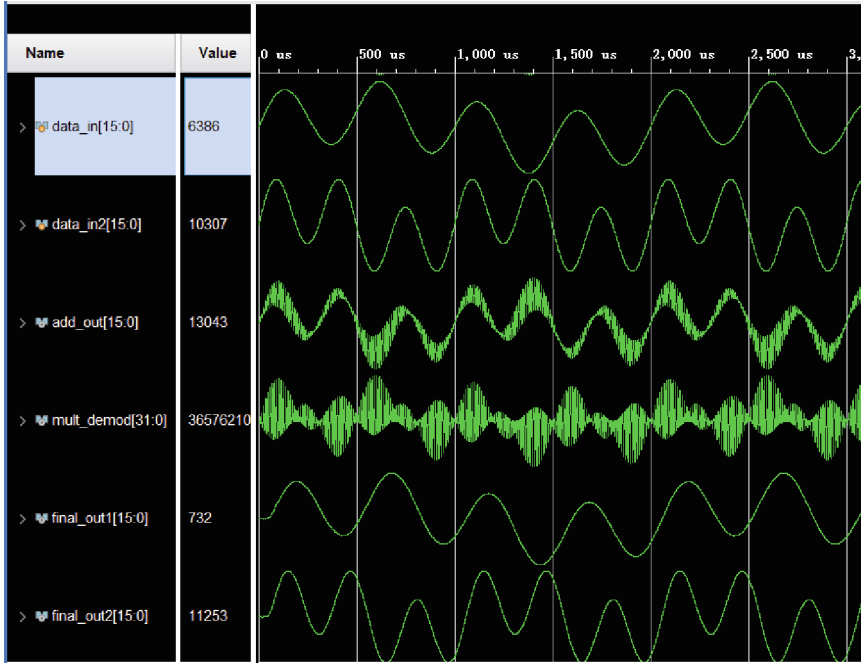 Name Value 0 us 500 us 1,000 us 1,500 us 2,000 us 2,500 us 3,
data_in[15:0] 6386
data_in2[15:0] 10307
add_out[15:0] 13043
mult_demod[31:0] 36576210
final_out1[15:0] 732
final_out2[15:0] 11253